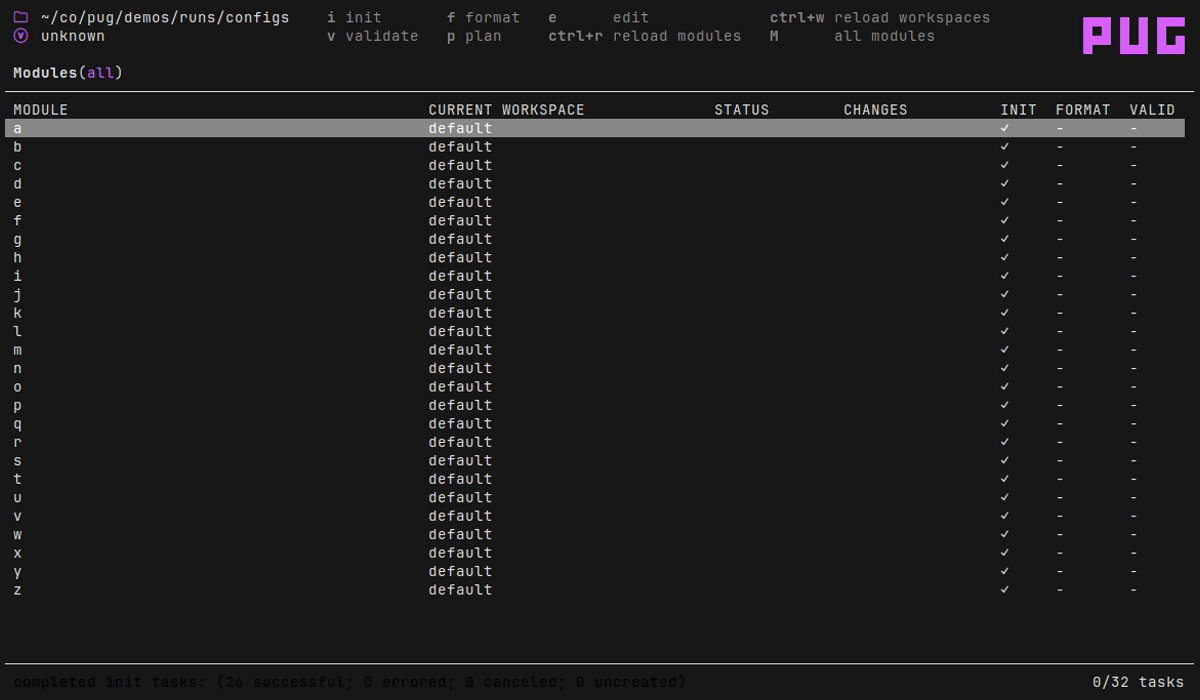 ~/co/pug/demos/runs/configs i init f format e edit ctrl+w reload workspaces
unknown v validate p plan ctrl+r reload modules M all modules
PUG
Modules(all)
MODULE CURRENT WORKSPACE STATUS CHANGES INIT FORMAT VALID
a default ✓ - -
b default ✓ - -
c default ✓ - -
d default ✓ - -
e default ✓ - -
f default ✓ - -
g default ✓ - -
h default ✓ - -
i default ✓ - -
j default ✓ - -
k default ✓ - -
l default ✓ - -
m default ✓ - -
n default ✓ - -
o default ✓ - -
p default ✓ - -
q default ✓ - -
r default ✓ - -
s default ✓ - -
t default ✓ - -
u default ✓ - -
v default ✓ - -
w default ✓ - -
x default ✓ - -
y default ✓ - -
z default ✓ - -
completed init tasks: (26 successful; 0 errored; 0 canceled; 0 uncreated) 0/32 tasks